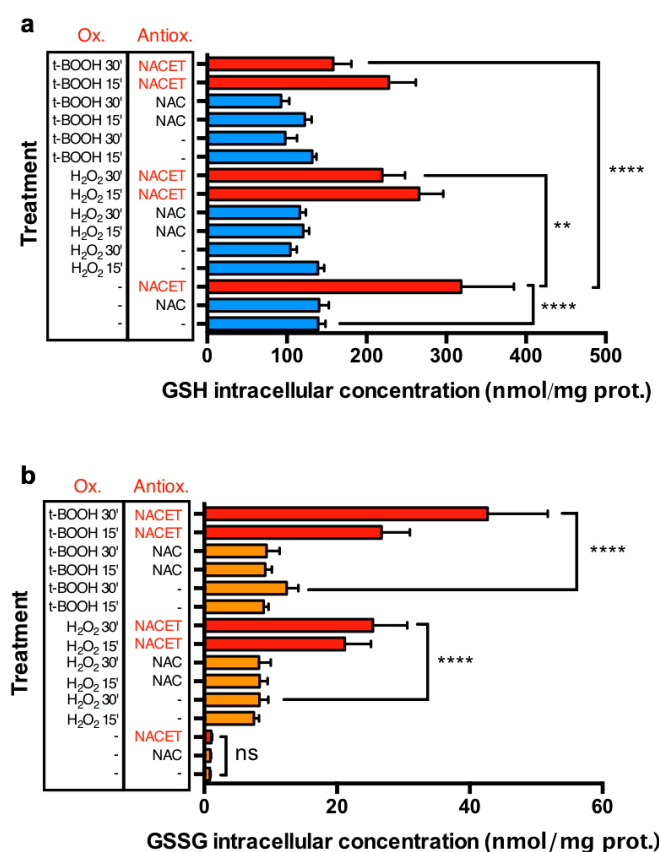 a
Ox. Antiox.
t-BOOH 30' NACET
t-BOOH 15' NACET
t-BOOH 30' NAC
t-BOOH 15' NAC
t-BOOH 30' -
t-BOOH 15' -
H₂O₂ 30' NACET
H₂O₂ 15' NACET
H₂O₂ 30' NAC
H₂O₂ 15' NAC
H₂O₂ 30' -
H₂O₂ 15' -
- NACET
- NAC
- -
Treatment
****
**
****
0 100 200 300 400 500
GSH intracellular concentration (nmol/mg prot.)
b
Ox. Antiox.
t-BOOH 30' NACET
t-BOOH 15' NACET
t-BOOH 30' NAC
t-BOOH 15' NAC
t-BOOH 30' -
t-BOOH 15' -
H₂O₂ 30' NACET
H₂O₂ 15' NACET
H₂O₂ 30' NAC
H₂O₂ 15' NAC
H₂O₂ 30' -
H₂O₂ 15' -
- NACET
- NAC
- -
Treatment
****
****
ns
0 20 40 60
GSSG intracellular concentration (nmol/mg prot.)